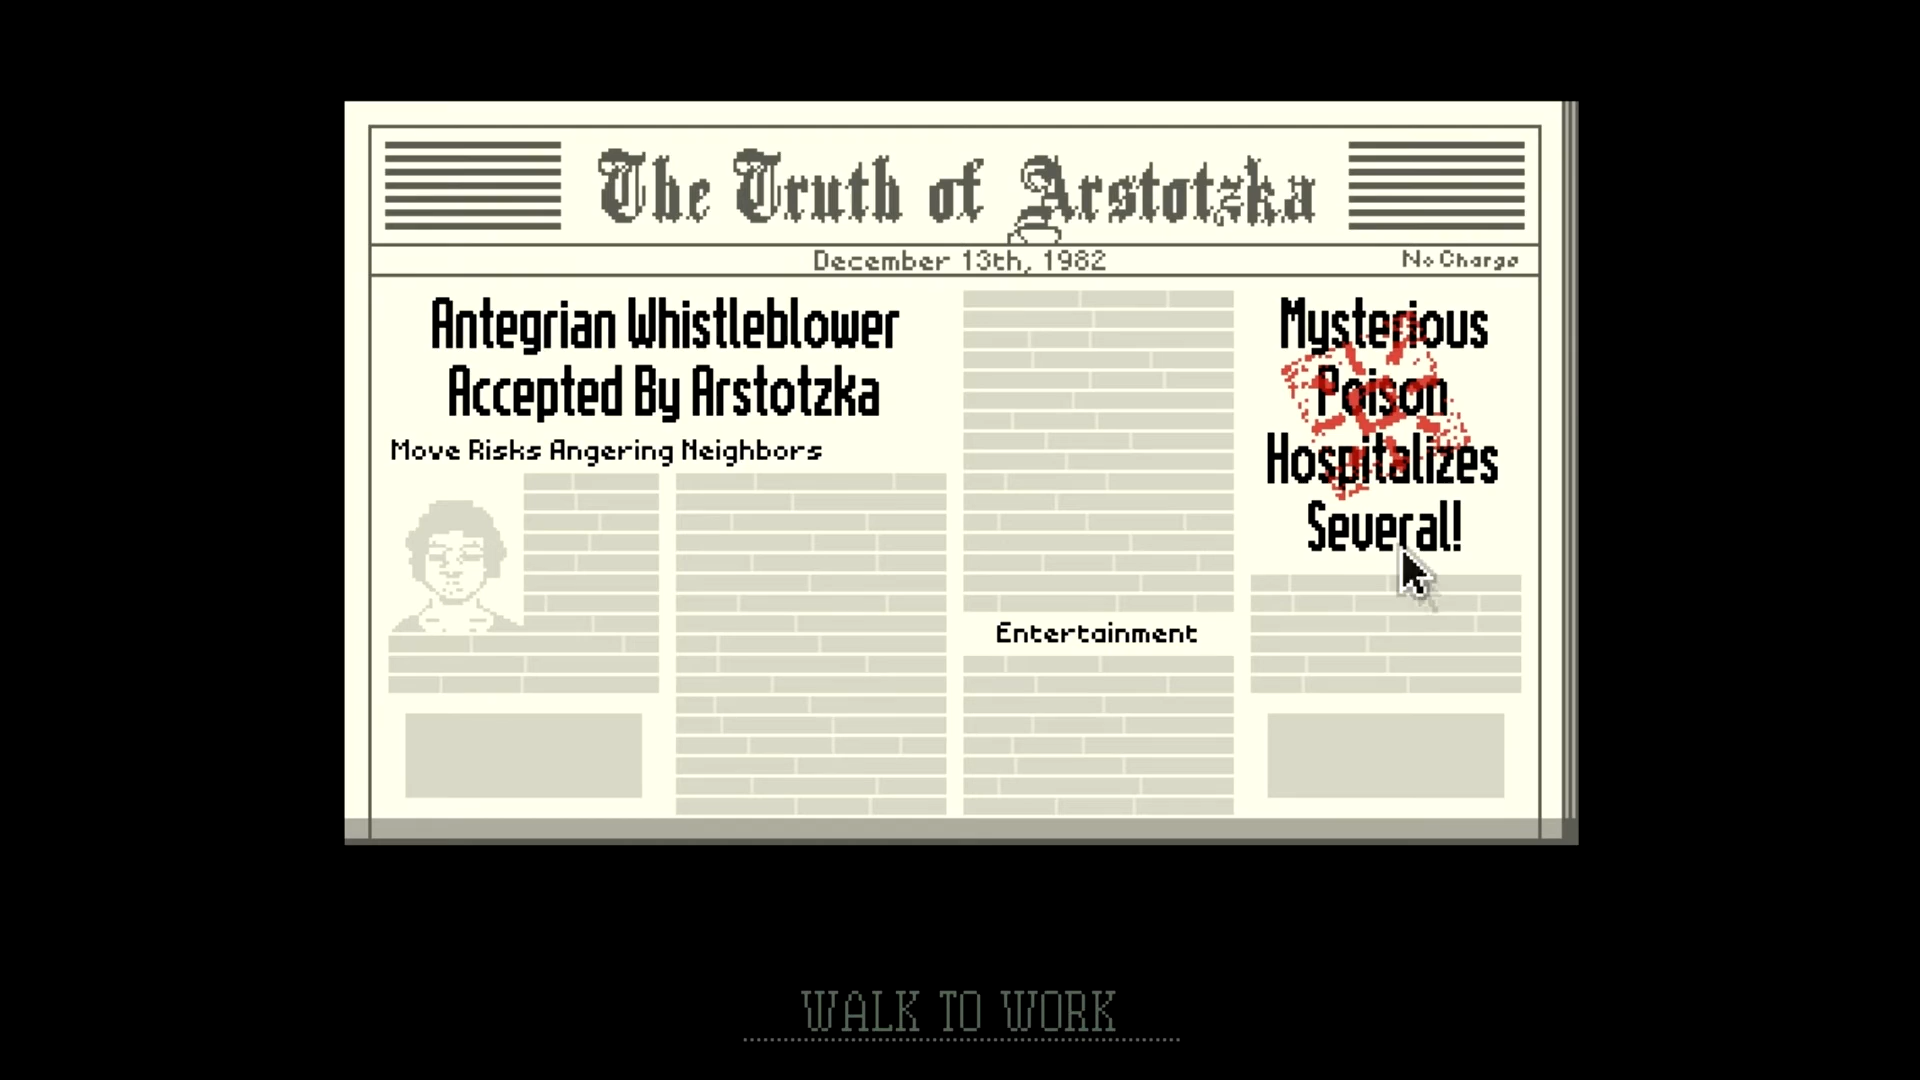 The Truth of Arstotzka
December 13th, 1982
No Charge
Antegrian Whistleblower
Accepted By Arstotzka
Move Risks Angering Neighbors
Entertainment
Mysterious
Poison
Hospitalizes
Several!
WALK TO WORK